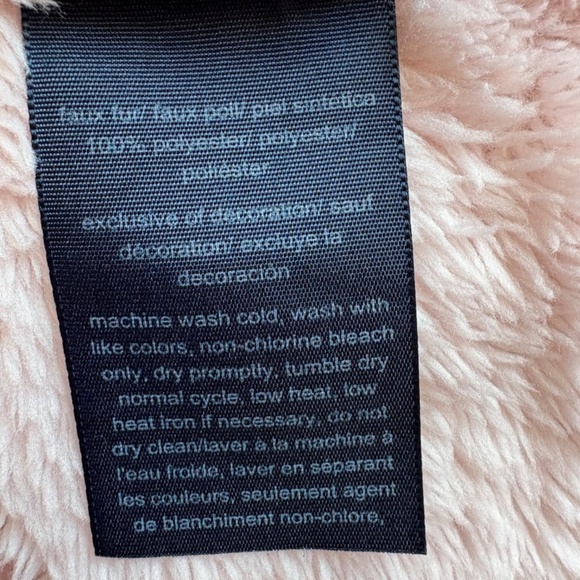 faux fur/ faux poil/ piel sintética
100% polyester/ polyester/
poliéster
exclusive of decoration/ sauf
décoration/ excluye la
decoración
machine wash cold, wash with
like colors, non-chlorine bleach
only, dry promptly, tumble dry
normal cycle, low heat, low
heat iron if necessary, do not
dry clean/laver à la machine à
l'eau froide, laver en séparant
les couleurs, seulement agent
de blanchiment non-chlore,